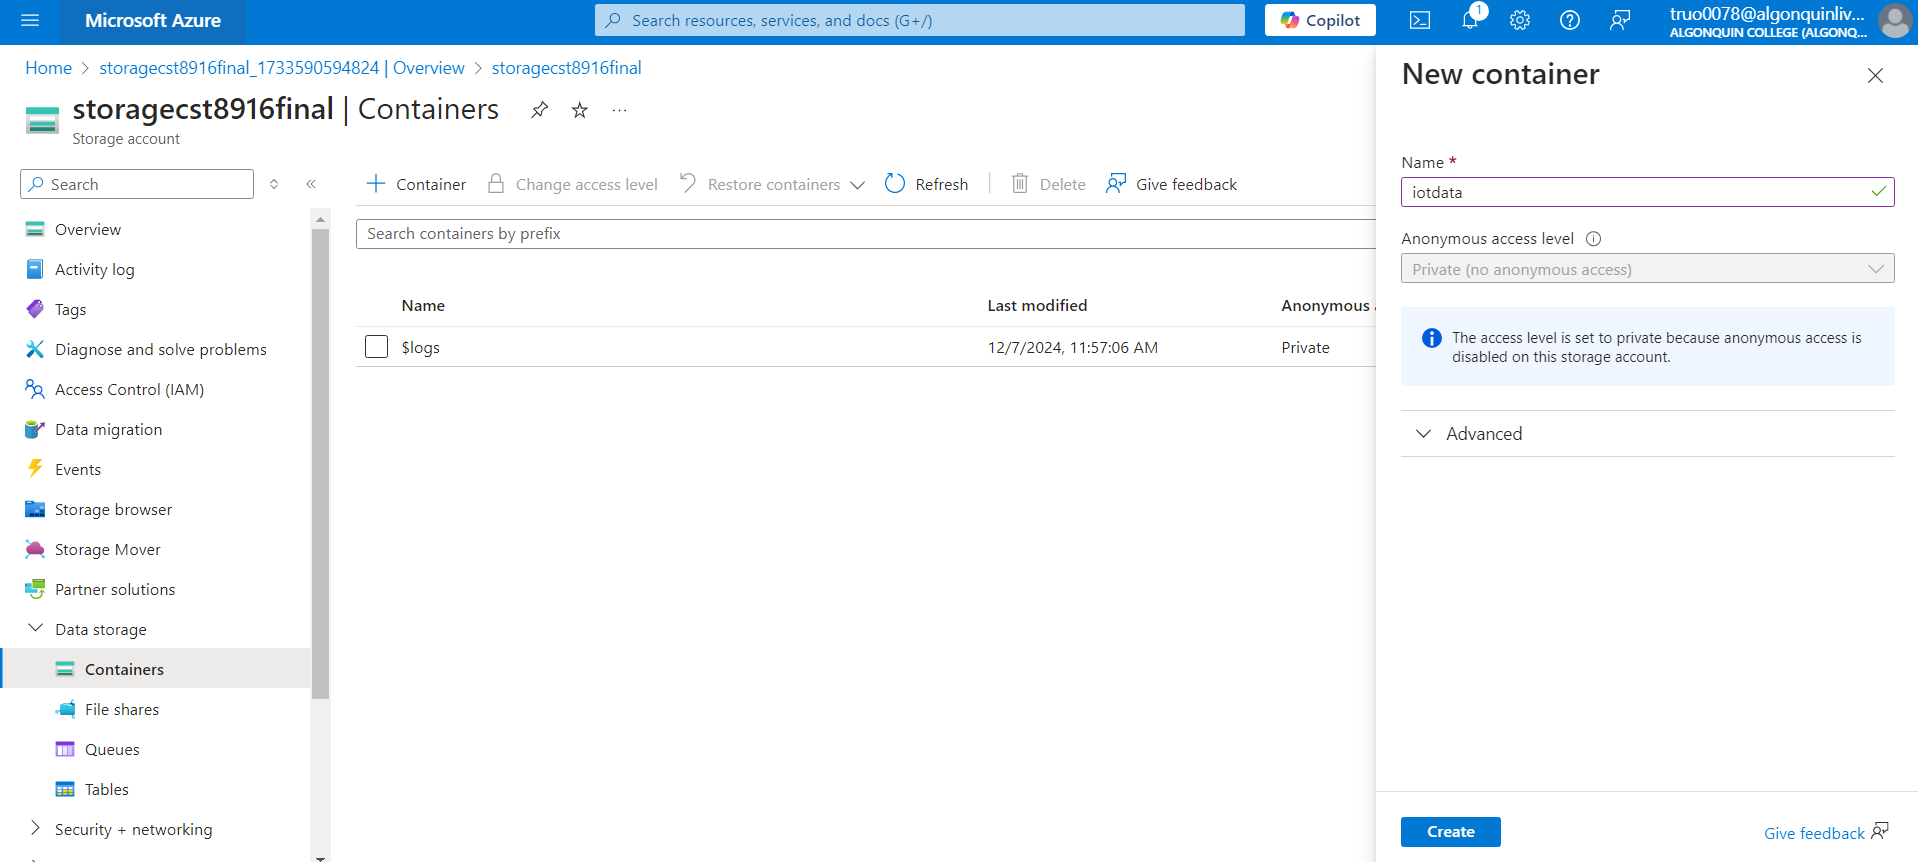 Microsoft Azure
Search resources, services, and docs (G+/)
Copilot
1
truo0078@algonquinliv...
ALGONQUIN COLLEGE (ALGONQ...
Home > storagecst8916final_1733590594824 | Overview > storagecst8916final
storagecst8916final | Containers
Storage account
Search
Overview
Activity log
Tags
Diagnose and solve problems
Access Control (IAM)
Data migration
Events
Storage browser
Storage Mover
Partner solutions
Data storage
Containers
File shares
Queues
Tables
Security + networking
Container
Change access level
Restore containers
Refresh
Delete
Give feedback
Search containers by prefix
Name Last modified Anonymous
$logs 12/7/2024, 11:57:06 AM Private
New container
Name *
iotdata
Anonymous access level
Private (no anonymous access)
The access level is set to private because anonymous access is
disabled on this storage account.
Advanced
Create
Give feedback